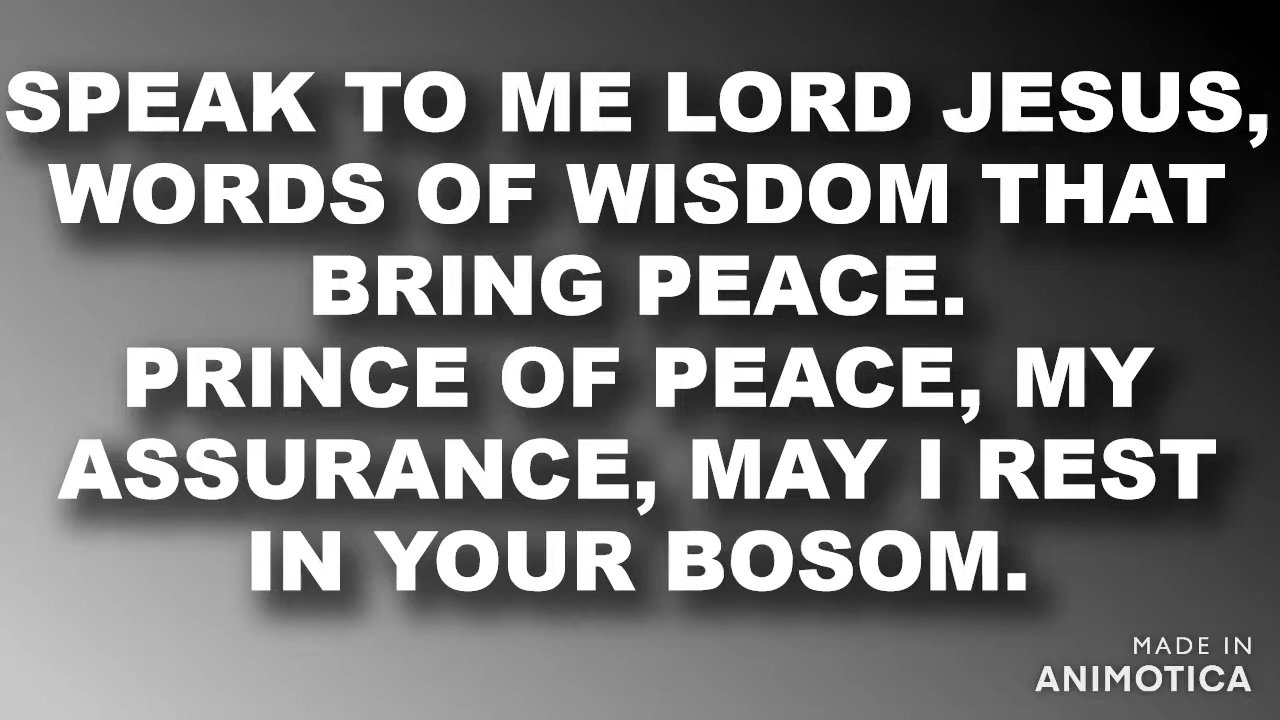 SPEAK TO ME LORD JESUS,
WORDS OF WISDOM THAT
BRING PEACE.
PRINCE OF PEACE, MY
ASSURANCE, MAY I REST
IN YOUR BOSOM.
MADE IN
ANIMOTICA